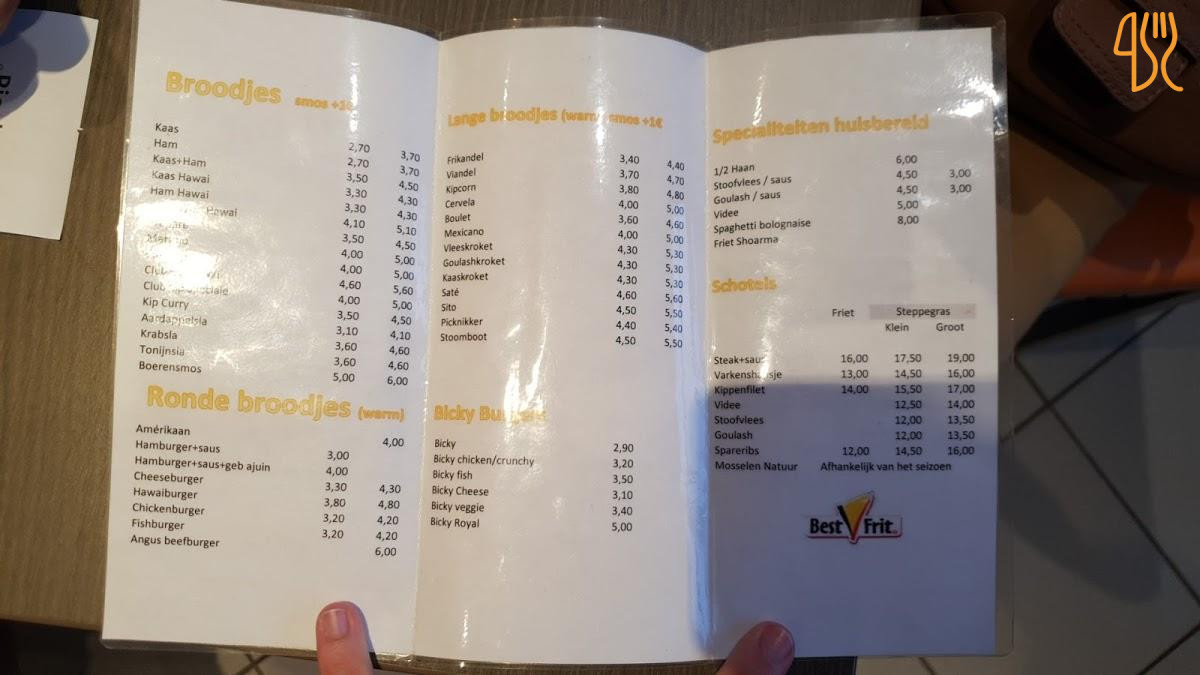 Broodjes smos +1€
Kaas 2,70 3,70
Ham 2,70 3,70
Kaas+Ham 3,50 4,50
Kaas Hawai 3,30 4,30
Ham Hawai 3,30 4,30
Hawai 4,10 5,10
3,50 4,50
4,00 5,00
4,00 5,00
Club 4,60 5,60
Club 4,00 5,00
Kip Curry 3,50 4,50
Aardappelsla 3,10 4,10
Krabsla 3,60 4,60
Tonijnsla 3,60 4,60
Boerensmos 5,00 6,00
Ronde broodjes (warm)
Amérikaan 4,00
Hamburger+saus 3,00
Hamburger+saus+geb ajuin 4,00
Cheeseburger 3,30 4,30
Hawaiburger 3,80 4,80
Chickenburger 3,20 4,20
Fishburger 3,20 4,20
Angus beefburger 6,00
Lange broodjes (warm) smos +1€
Frikandel 3,40 4,40
Viandel 3,70 4,70
Kipcorn 3,80 4,80
Cervela 4,00 5,00
Boulet 3,60 4,60
Mexicano 4,00 5,00
Vleeskroket 4,30 5,30
Goulashkroket 4,30 5,30
Kaaskroket 4,30 5,30
Saté 4,60 5,60
Sito 4,50 5,50
Picknikker 4,40 5,40
Stoomboot 4,50 5,50
Bicky Burgers
Bicky 2,90
Bicky chicken/crunchy 3,20
Bicky fish 3,50
Bicky Cheese 3,10
Bicky veggie 3,40
Bicky Royal 5,00
Specialiteiten huisbereid
1/2 Haan 6,00
Stoofvlees / saus 4,50 3,00
Goulash / saus 4,50 3,00
Videe 5,00
Spaghetti bolognaise 8,00
Friet Shoarma
Schotels
Friet Steppegras
Klein Groot
Steak+saus 16,00 17,50 19,00
Varkenshaasje 13,00 14,50 16,00
Kippenfilet 14,00 15,50 17,00
Videe 12,50 14,00
Stoofvlees 12,00 13,50
Goulash 12,00 13,50
Spareribs 12,00 14,50 16,00
Mosselen Natuur Afhankelijk van het seizoen
Best Frit